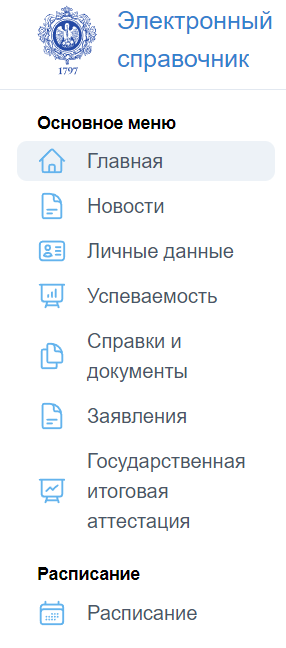 Электронный
справочник
1797
Основное меню
Главная
Новости
Личные данные
Успеваемость
Справки и
документы
Заявления
Государственная
итоговая
аттестация
Расписание
Расписание